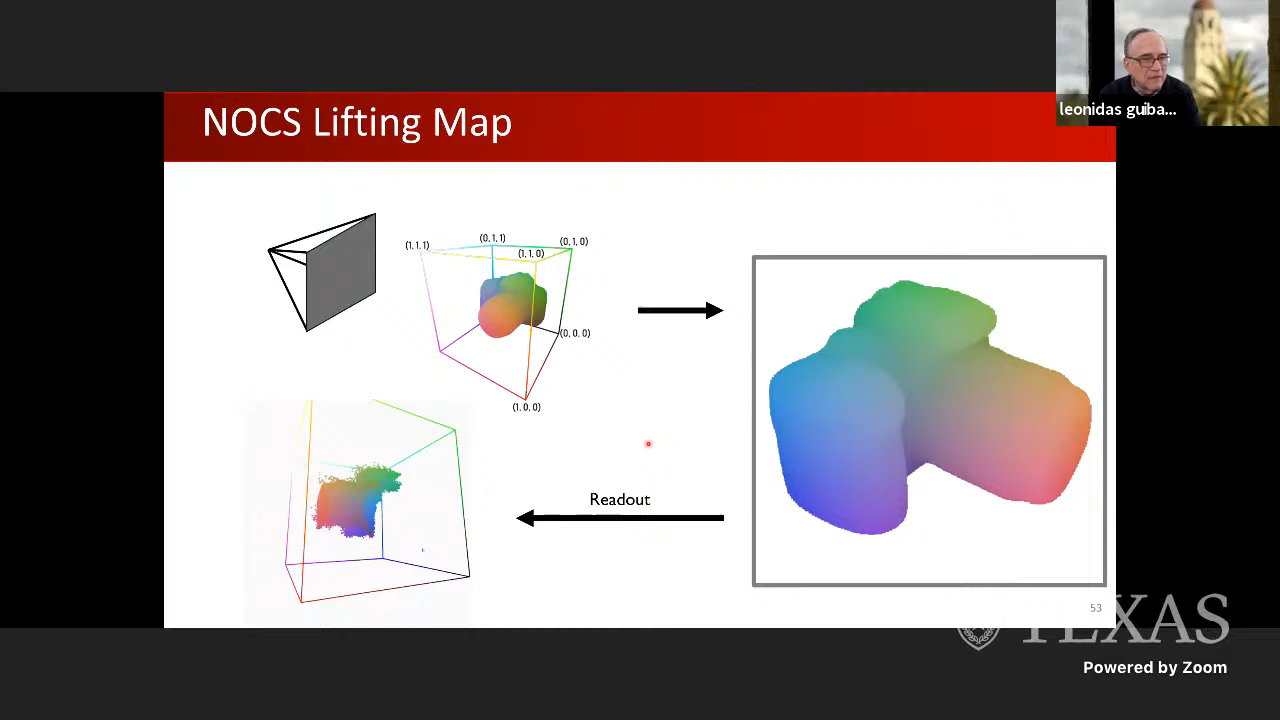 leonidas guiba...
NOCS Lifting Map
(1, 1, 1)
(0, 1, 1)
(0, 1, 0)
(1, 1, 0)
(0, 0, 0)
(1, 0, 0)
Readout
53
TEXAS
Powered by Zoom